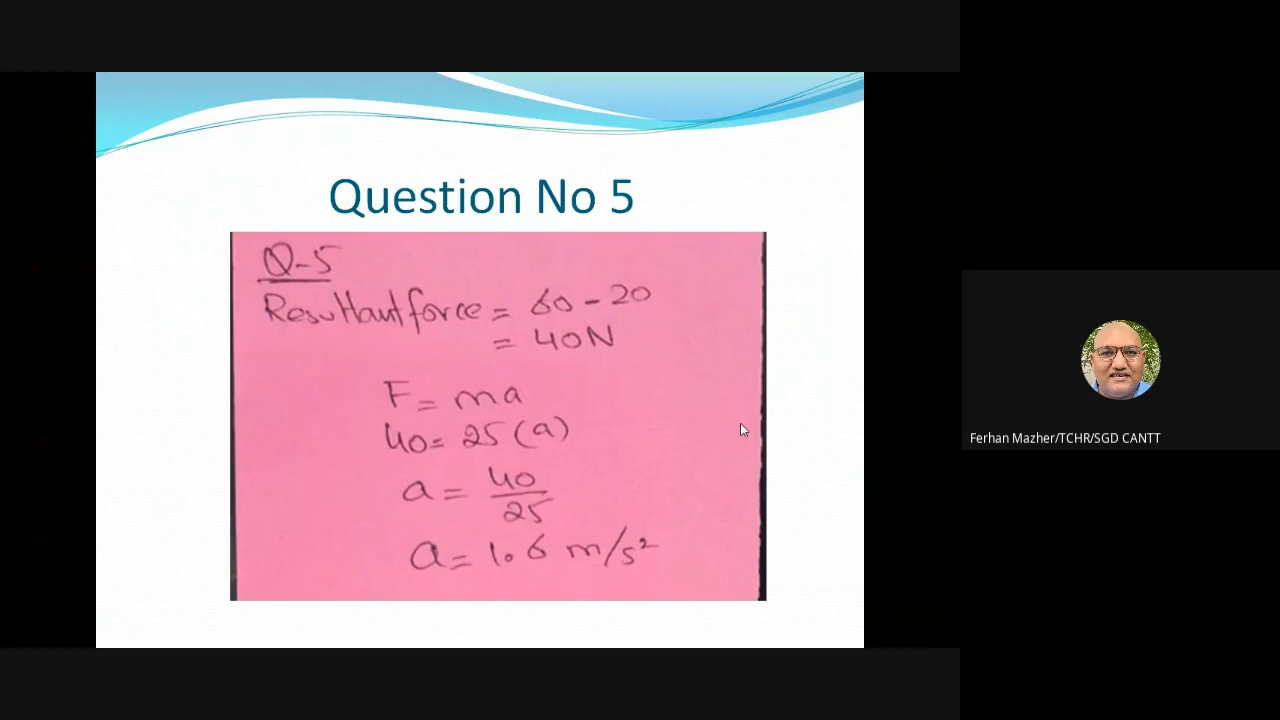 Question No 5
Q-5
Resultant force = 60 - 20
= 40N
F = ma
40 = 25 (a)
a = 40/25
a = 1.6 m/s²
Ferhan Mazher/TCHR/SGD CANTT